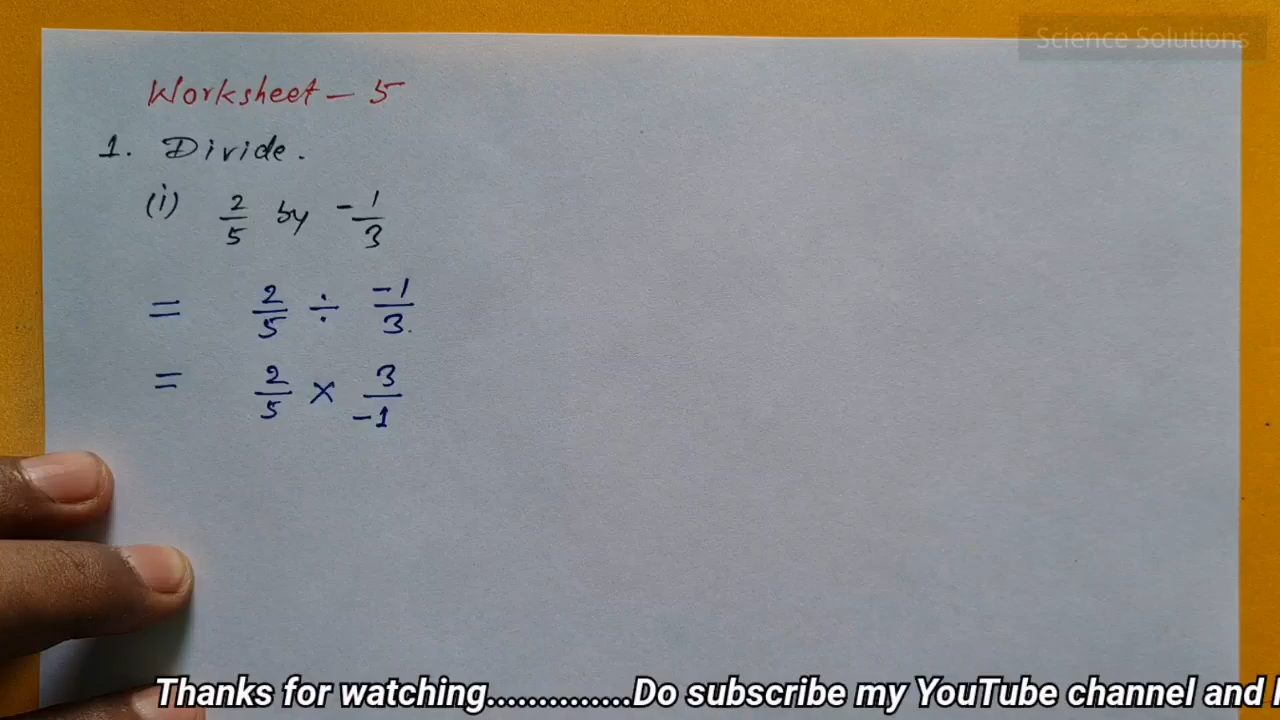 Science Solutions
Worksheet - 5
1. Divide.
(i) 2/5 by -1/3
= 2/5 ÷ -1/3.
= 2/5 × 3/-1
Thanks for watching..............Do subscribe my YouTube channel and